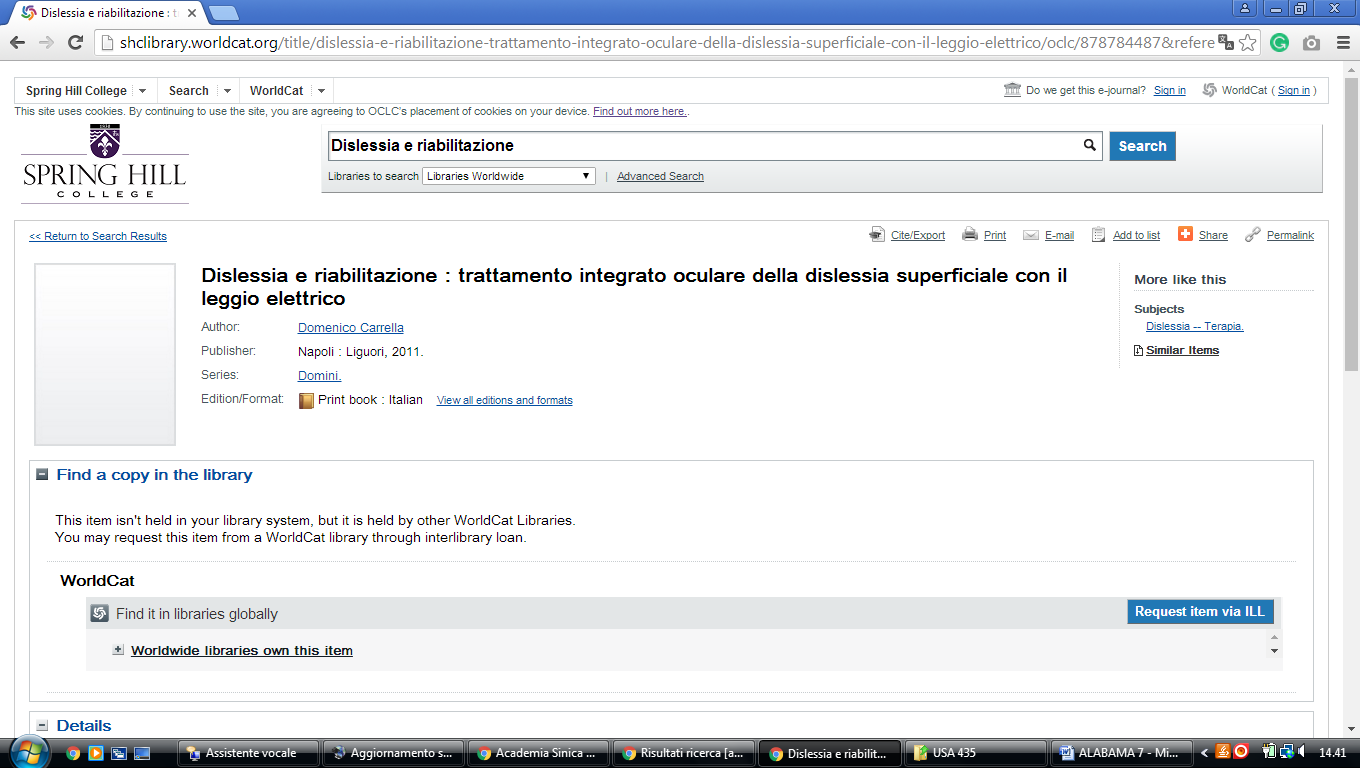 Dislessia e riabilitazione : t
shclibrary.worldcat.org/title/dislessia-e-riabilitazione-trattamento-integrato-oculare-della-dislessia-superficiale-con-il-leggio-elettrico/oclc/878784487&refere
Spring Hill College Search WorldCat Do we get this e-journal? Sign in WorldCat ( Sign in )
This site uses cookies. By continuing to use the site, you are agreeing to OCLC's placement of cookies on your device. Find out more here..
SPRING HILL
COLLEGE
Dislessia e riabilitazione Search
Libraries to search Libraries Worldwide | Advanced Search
<< Return to Search Results Cite/Export Print E-mail Add to list Share Permalink
Dislessia e riabilitazione : trattamento integrato oculare della dislessia superficiale con il
leggio elettrico
Author: Domenico Carrella
Publisher: Napoli : Liguori, 2011.
Series: Domini.
Edition/Format: Print book : Italian View all editions and formats
More like this
Subjects
Dislessia -- Terapia.
Similar Items
Find a copy in the library
This item isn't held in your library system, but it is held by other WorldCat Libraries.
You may request this item from a WorldCat library through interlibrary loan.
WorldCat
Find it in libraries globally Request item via ILL
Worldwide libraries own this item
Details
Assistente vocale Aggiornamento s... Academia Sinica ... Risultati ricerca [a... Dislessia e riabilit... USA 435 ALABAMA 7 - Mi... 14.41